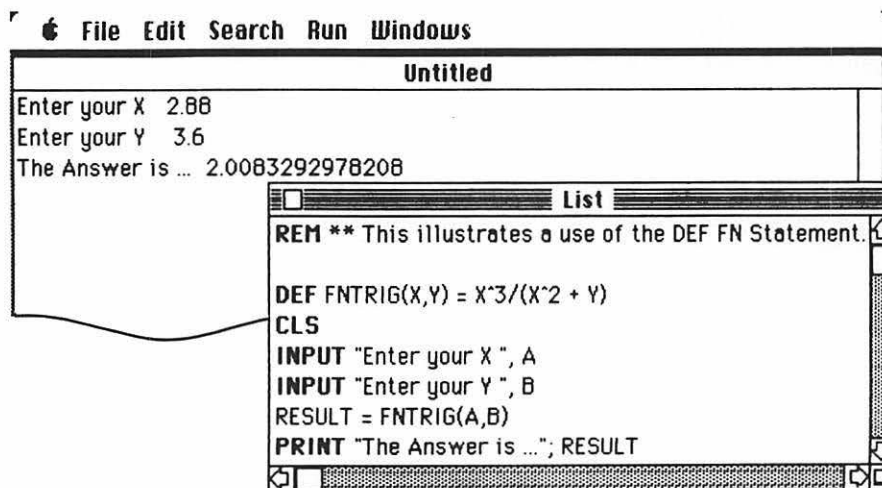 File Edit Search Run Windows
Untitled
Enter your X 2.88
Enter your Y 3.6
The Answer is ... 2.0083292978208
List
REM ** This illustrates a use of the DEF FN Statement.
DEF FNTRIG(X,Y) = X^3/(X^2 + Y)
CLS
INPUT "Enter your X ", A
INPUT "Enter your Y ", B
RESULT = FNTRIG(A,B)
PRINT "The Answer is ..."; RESULT